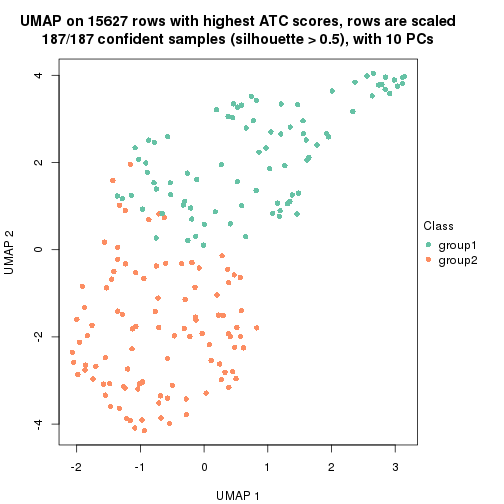 UMAP on 15627 rows with highest ATC scores, rows are scaled
187/187 confident samples (silhouette > 0.5), with 10 PCs
4
2
0
-2
-4
UMAP 2
Class
group1
group2
-2
-1
0
1
2
3
UMAP 1